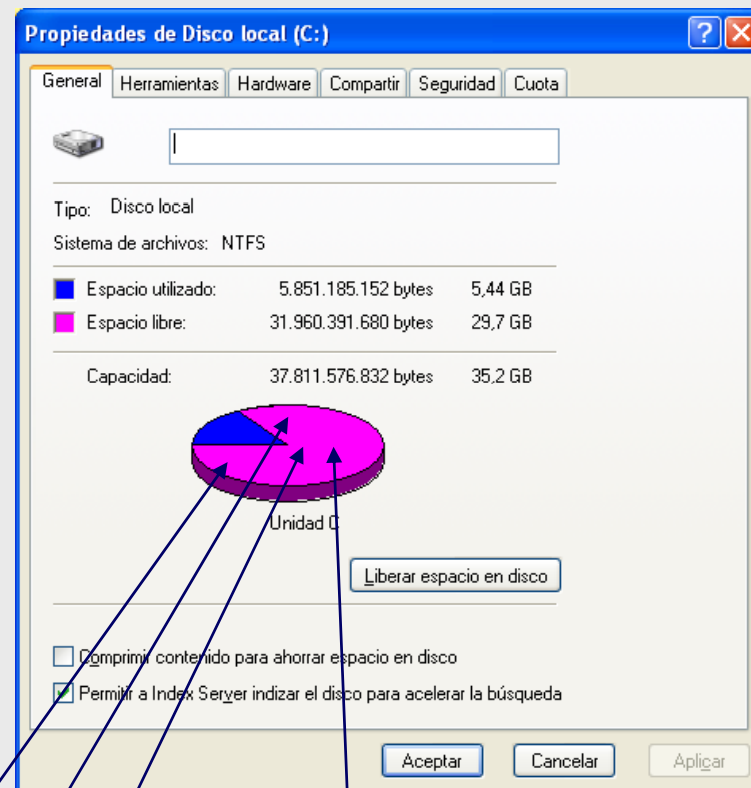 Propiedades de Disco local (C:)
General Herramientas Hardware Compartir Seguridad Cuota
Tipo: Disco local
Sistema de archivos: NTFS
Espacio utilizado: 5.851.185.152 bytes 5,44 GB
Espacio libre: 31.960.391.680 bytes 29,7 GB
Capacidad: 37.811.576.832 bytes 35,2 GB
Unidad C
Liberar espacio en disco
Comprimir contenido para ahorrar espacio en disco
Permitir a Index Server indizar el disco para acelerar la búsqueda
Aceptar Cancelar Aplicar